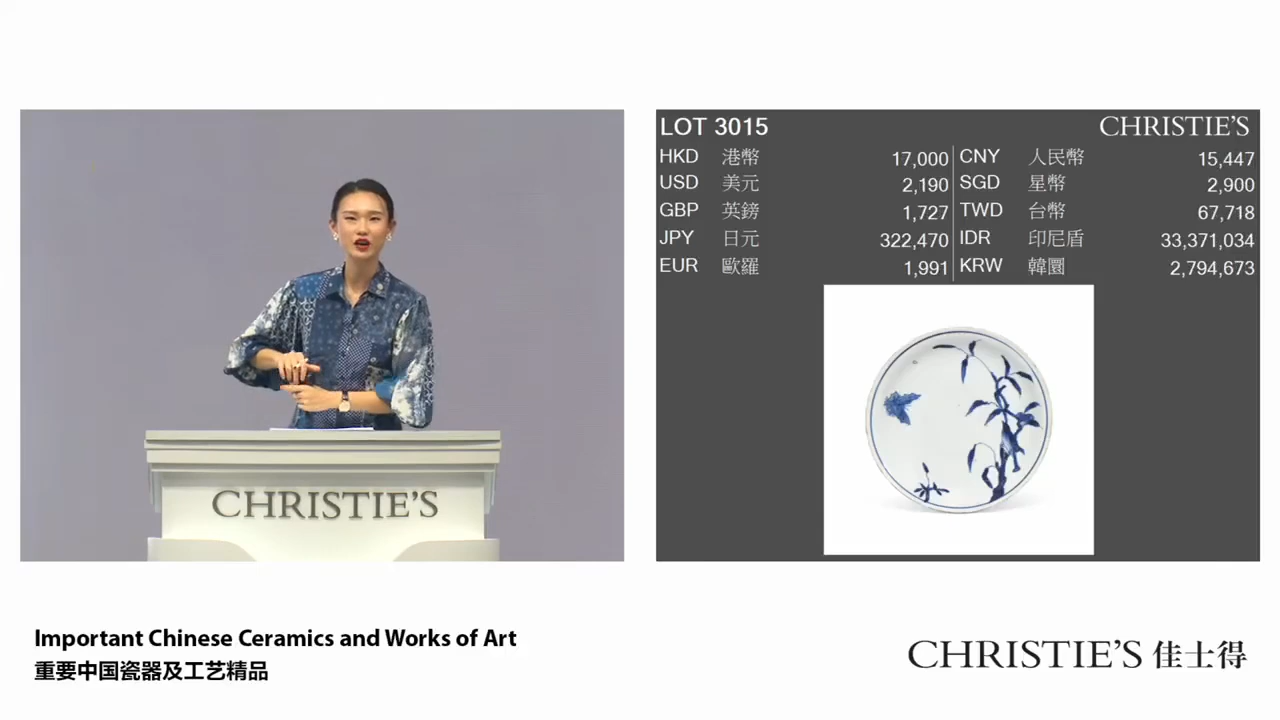 CHRISTIE'S
LOT 3015 CHRISTIE'S
HKD 港幣 17,000 CNY 人民幣 15,447
USD 美元 2,190 SGD 星幣 2,900
GBP 英鎊 1,727 TWD 台幣 67,718
JPY 日元 322,470 IDR 印尼盾 33,371,034
EUR 歐羅 1,991 KRW 韓圜 2,794,673
Important Chinese Ceramics and Works of Art
重要中国瓷器及工艺精品
CHRISTIE'S 佳士得